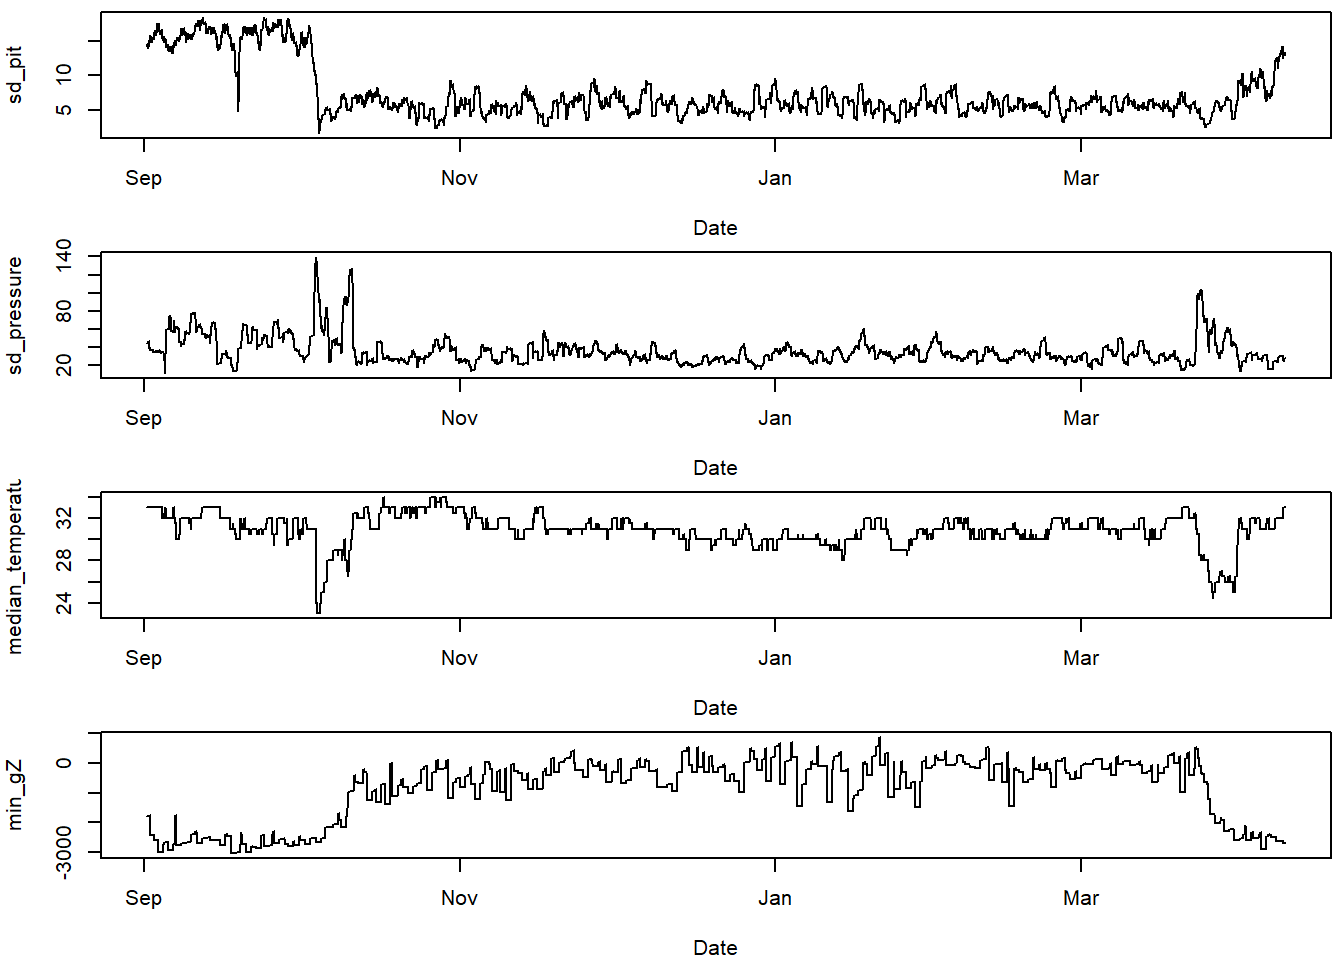 sd_pit
10
5
Sep Nov Jan Mar
Date
sd_pressure
140
80
20
Sep Nov Jan Mar
Date
median_temperatu
32
28
24
Sep Nov Jan Mar
Date
min_gZ
0
-3000
Sep Nov Jan Mar
Date